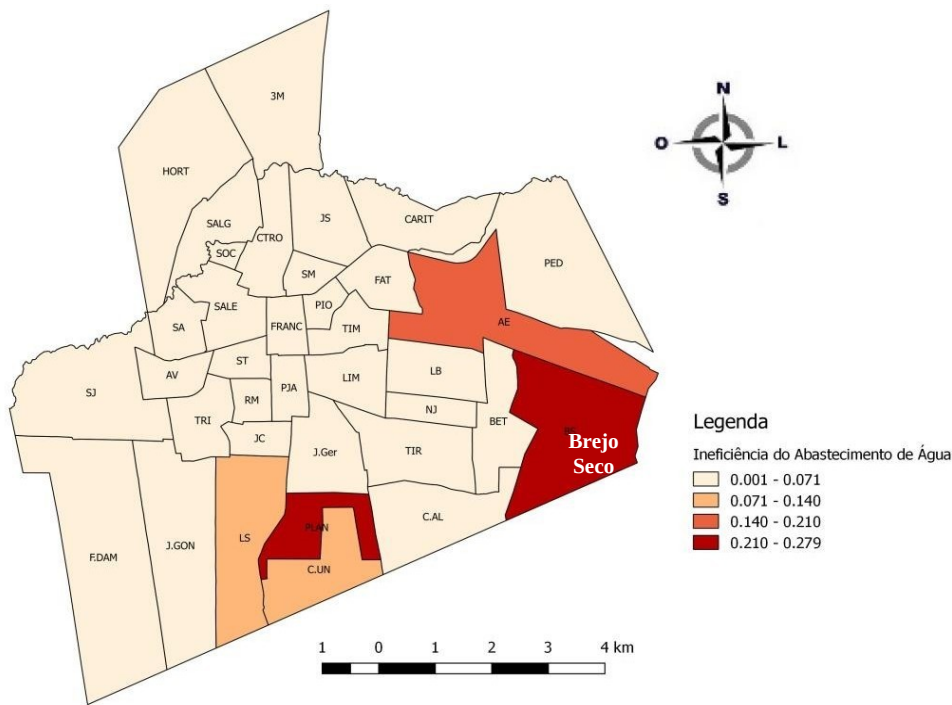 3M
HORT
SALG
CTRO
JS
CARIT
SOC
SM
FAT
PED
SALE
PIO
SA
FRANC
TIM
AE
ST
LIM
LB
AV
SJ
RM
PJA
NJ
TRI
BET
JC
J.Ger
TIR
Brejo
Seco
C.AL
LS
PLAN
F.DAM
J.GON
C.UN
N
O
L
S
Legenda
Ineficiência do Abastecimento de Água
0.001 - 0.071
0.071 - 0.140
0.140 - 0.210
0.210 - 0.279
1 0 1 2 3 4 km